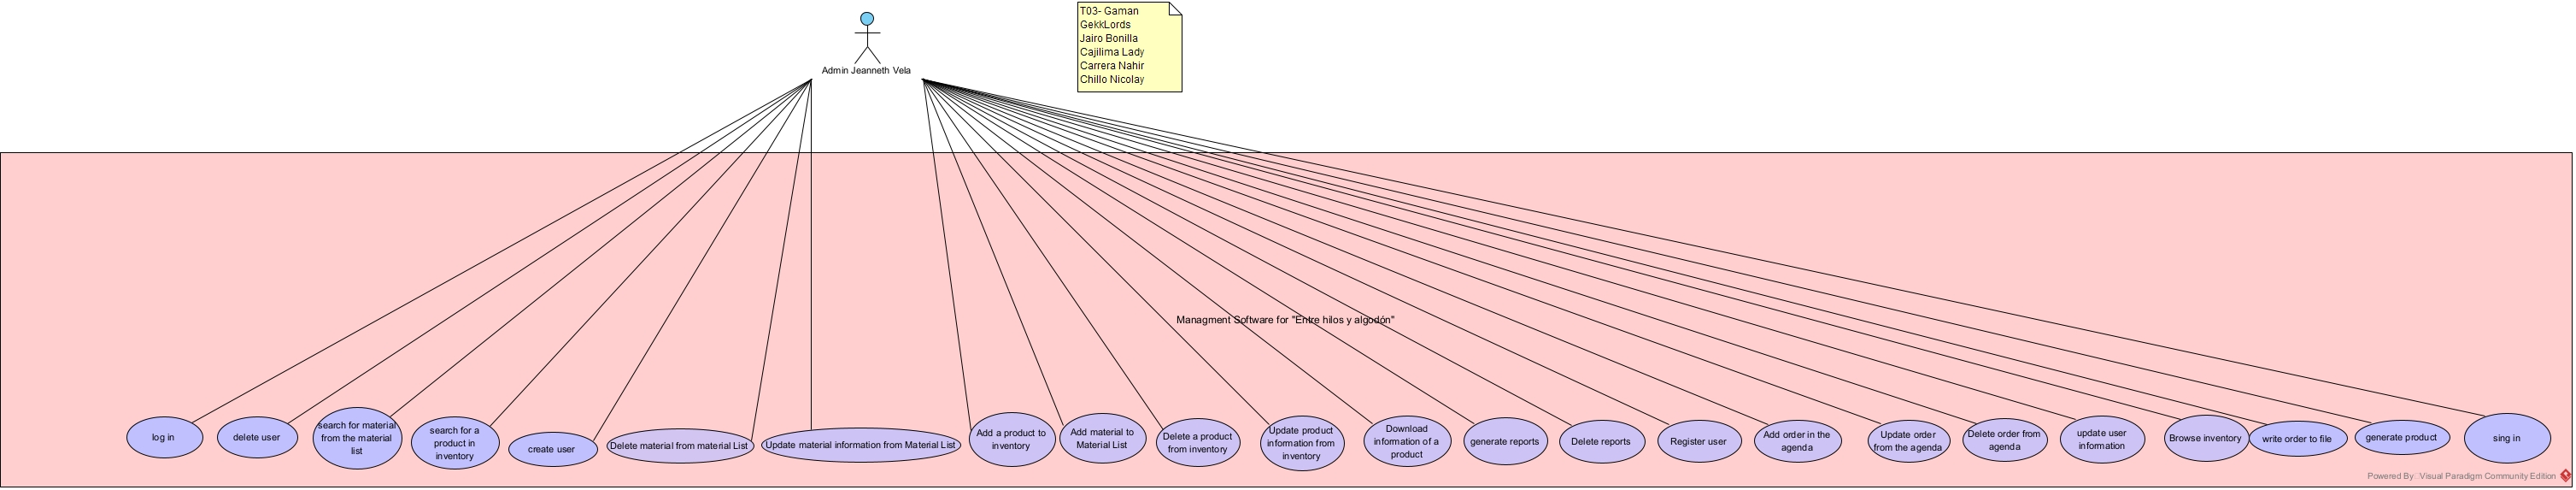 T03- Gaman
GekkLords
Jairo Bonilla
Cajilima Lady
Carrera Nahir
Chillo Nicolay
Admin Jeanneth Vela
Managment Software for "Entre hilos y algodón"
log in
delete user
search for material
from the material
list
search for a
product in
inventory
create user
Delete material from material List
Update material information from Material List
Add a product to
inventory
Add material to
Material List
Delete a product
from inventory
Update product
information from
inventory
Download
information of a
product
generate reports
Delete reports
Register user
Add order in the
agenda
Update order
from the agenda
Delete order from
agenda
update user
information
Browse inventory
write order to file
generate product
sing in
Powered By: Visual Paradigm Community Edition